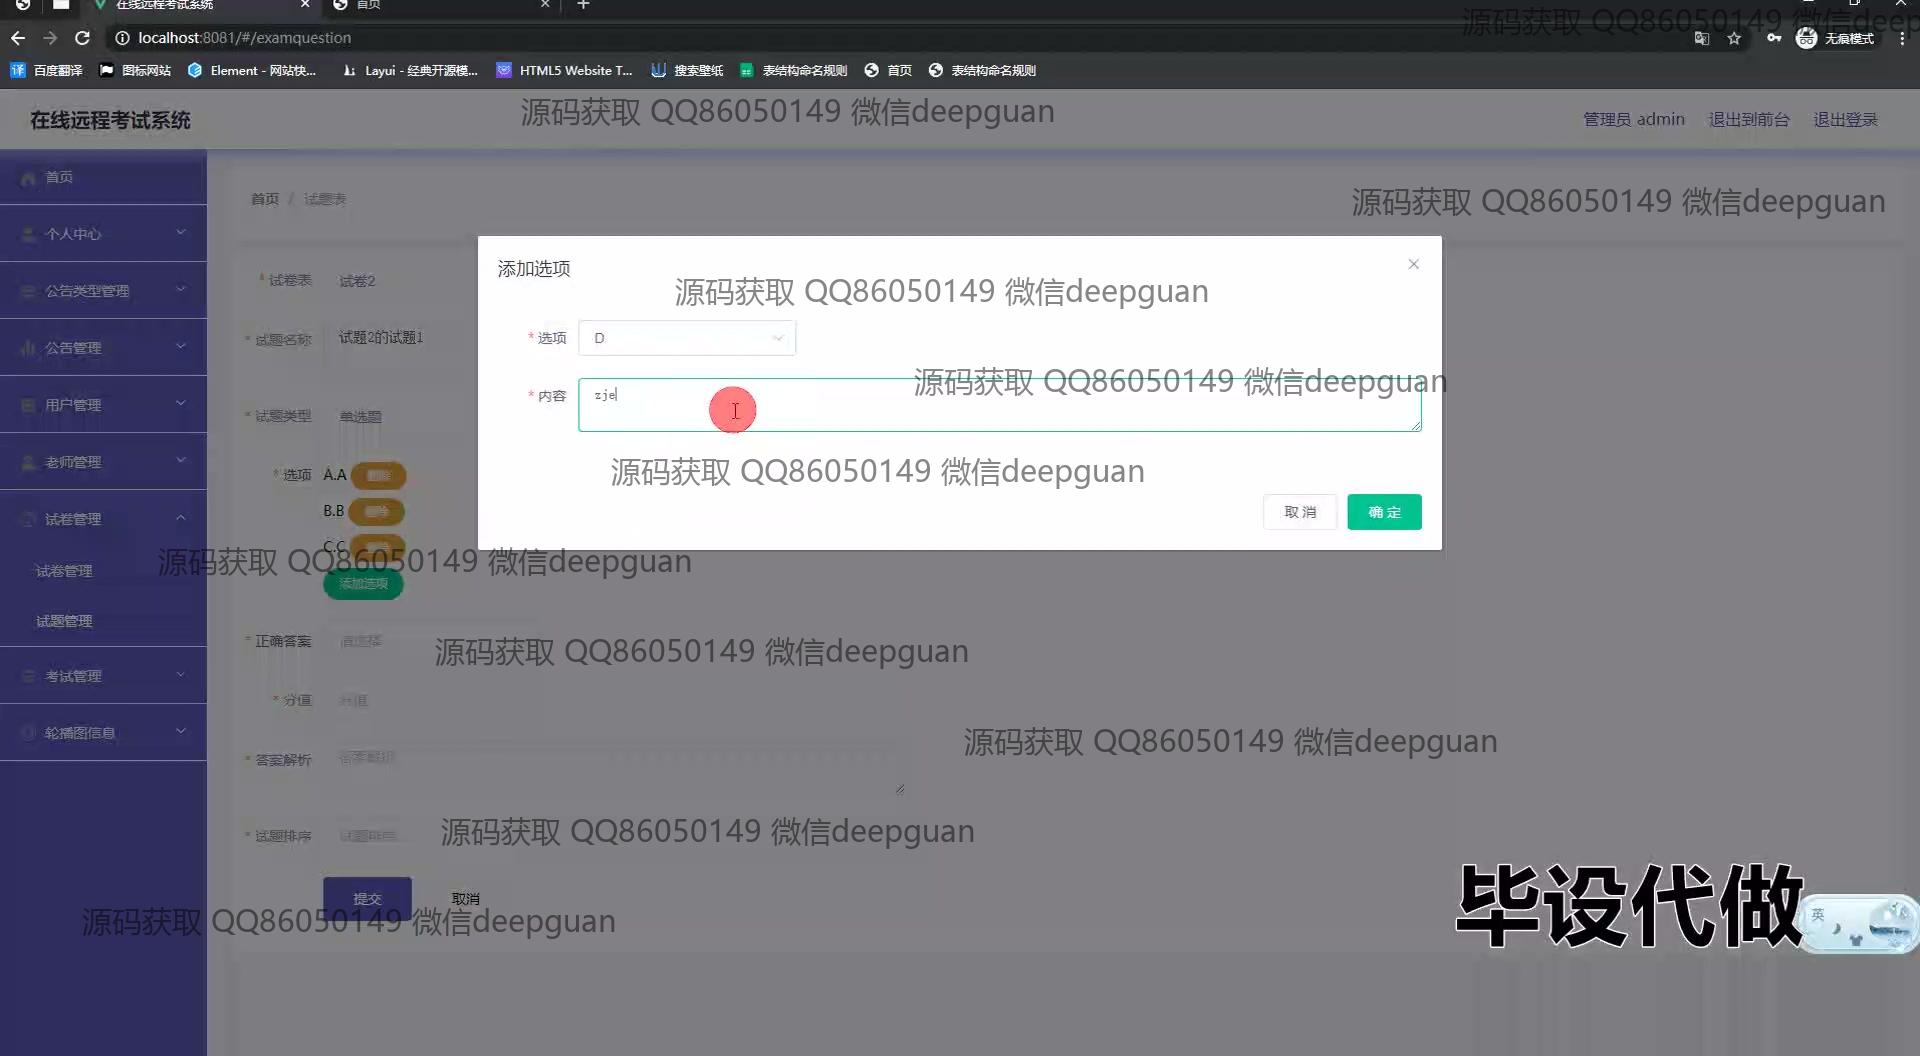 在线远程考试系统
首页
localhost:8081/#/examquestion
无痕模式
百度翻译
图标网站
Element - 网站快...
Layui - 经典开源模...
HTML5 Website T...
搜索壁纸
表结构命名规则
首页
表结构命名规则
源码获取 QQ86050149 微信deep
在线远程考试系统
源码获取 QQ86050149 微信deepguan
管理员 admin
退出到前台
退出登录
首页
个人中心
公告类型管理
公告管理
用户管理
老师管理
试卷管理
试卷管理
试题管理
考试管理
轮播图信息
首页 / 试题表
源码获取 QQ86050149 微信deepguan
* 试卷表 试卷2
* 试题名称 试题2的试题1
* 试题类型 单选题
* 选项 A.A 删除
B.B 删除
C.C 删除
添加选项
* 正确答案 请选择
* 分值 分值
* 答案解析 答案解析
* 试题排序 试题排序
提交
取消
添加选项
源码获取 QQ86050149 微信deepguan
* 选项 D
* 内容 zje
源码获取 QQ86050149 微信deepguan
源码获取 QQ86050149 微信deepguan
取消
确定
源码获取 QQ86050149 微信deepguan
源码获取 QQ86050149 微信deepguan
源码获取 QQ86050149 微信deepguan
源码获取 QQ86050149 微信deepguan
源码获取 QQ86050149 微信deepguan
毕设代做
英